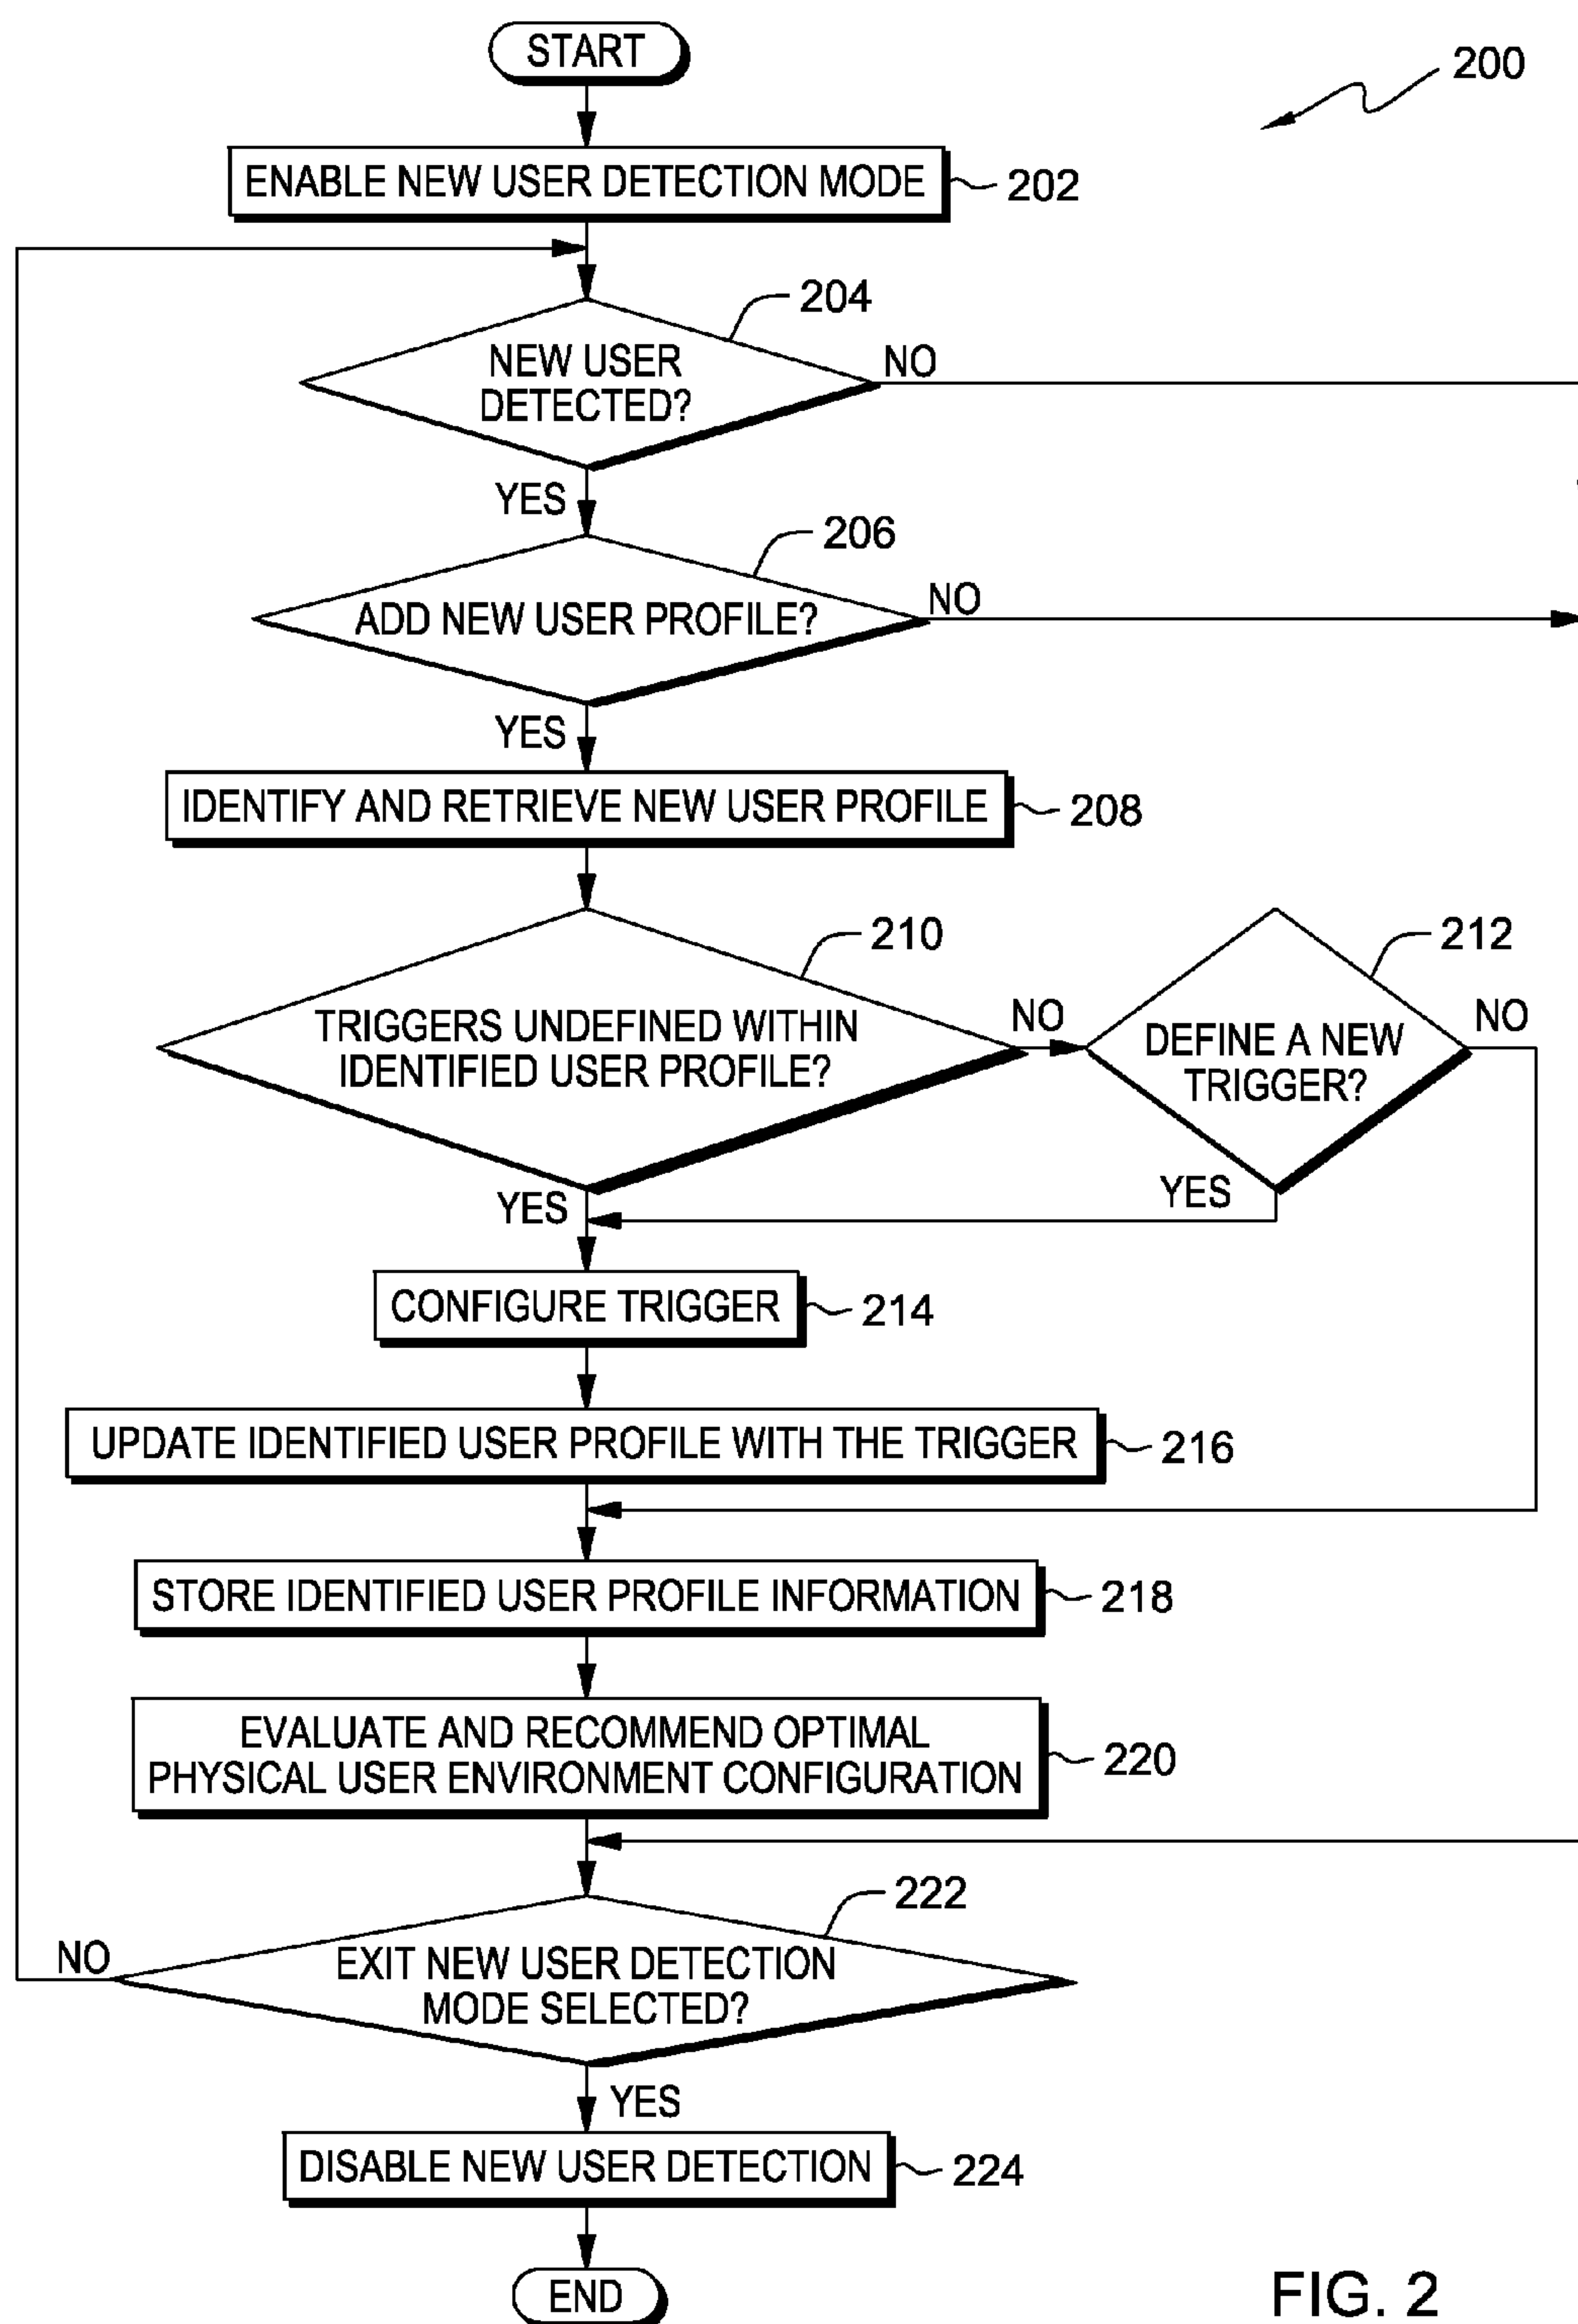 START
200
ENABLE NEW USER DETECTION MODE
202
204
NEW USER
DETECTED?
NO
YES
206
ADD NEW USER PROFILE?
NO
YES
IDENTIFY AND RETRIEVE NEW USER PROFILE
208
210
TRIGGERS UNDEFINED WITHIN
IDENTIFIED USER PROFILE?
NO
212
DEFINE A NEW
TRIGGER?
NO
YES
YES
CONFIGURE TRIGGER
214
UPDATE IDENTIFIED USER PROFILE WITH THE TRIGGER
216
STORE IDENTIFIED USER PROFILE INFORMATION
218
EVALUATE AND RECOMMEND OPTIMAL
PHYSICAL USER ENVIRONMENT CONFIGURATION
220
222
EXIT NEW USER DETECTION
MODE SELECTED?
NO
YES
DISABLE NEW USER DETECTION
224
END
FIG. 2